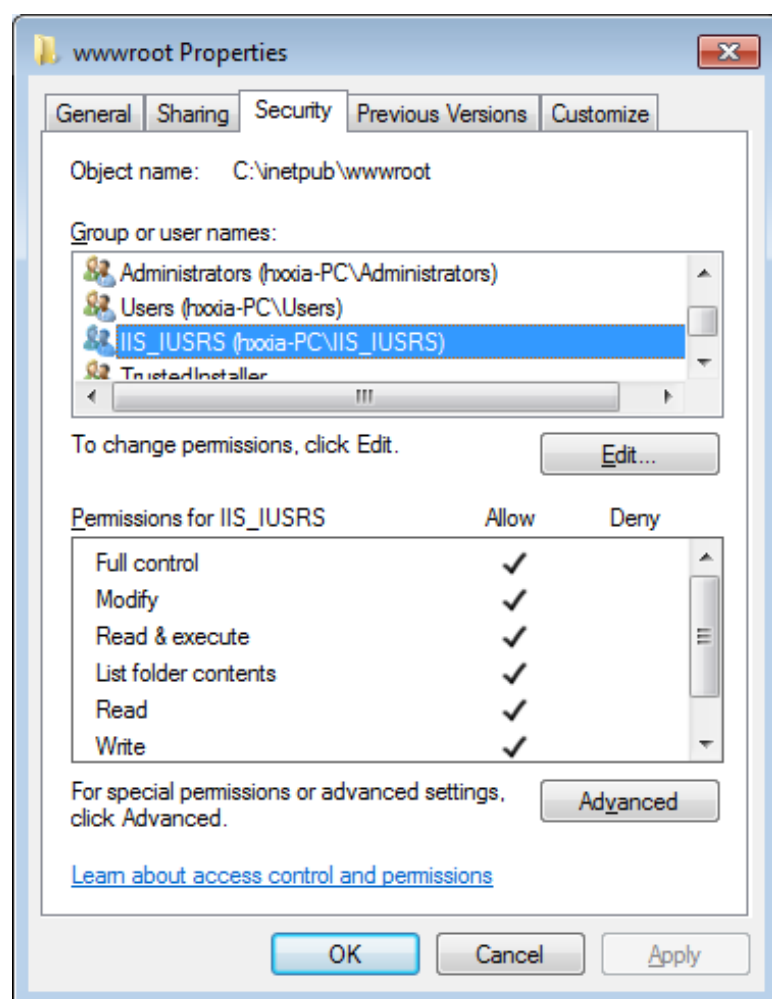 wwwroot Properties
General Sharing Security Previous Versions Customize
Object name: C:\inetpub\wwwroot
Group or user names:
Administrators (hxxia-PC\Administrators)
Users (hxxia-PC\Users)
IIS_IUSRS (hxxia-PC\IIS_IUSRS)
TrustedInstaller
To change permissions, click Edit.
Edit...
Permissions for IIS_IUSRS Allow Deny
Full control
Modify
Read & execute
List folder contents
Read
Write
For special permissions or advanced settings,
click Advanced.
Advanced
Learn about access control and permissions
OK Cancel Apply